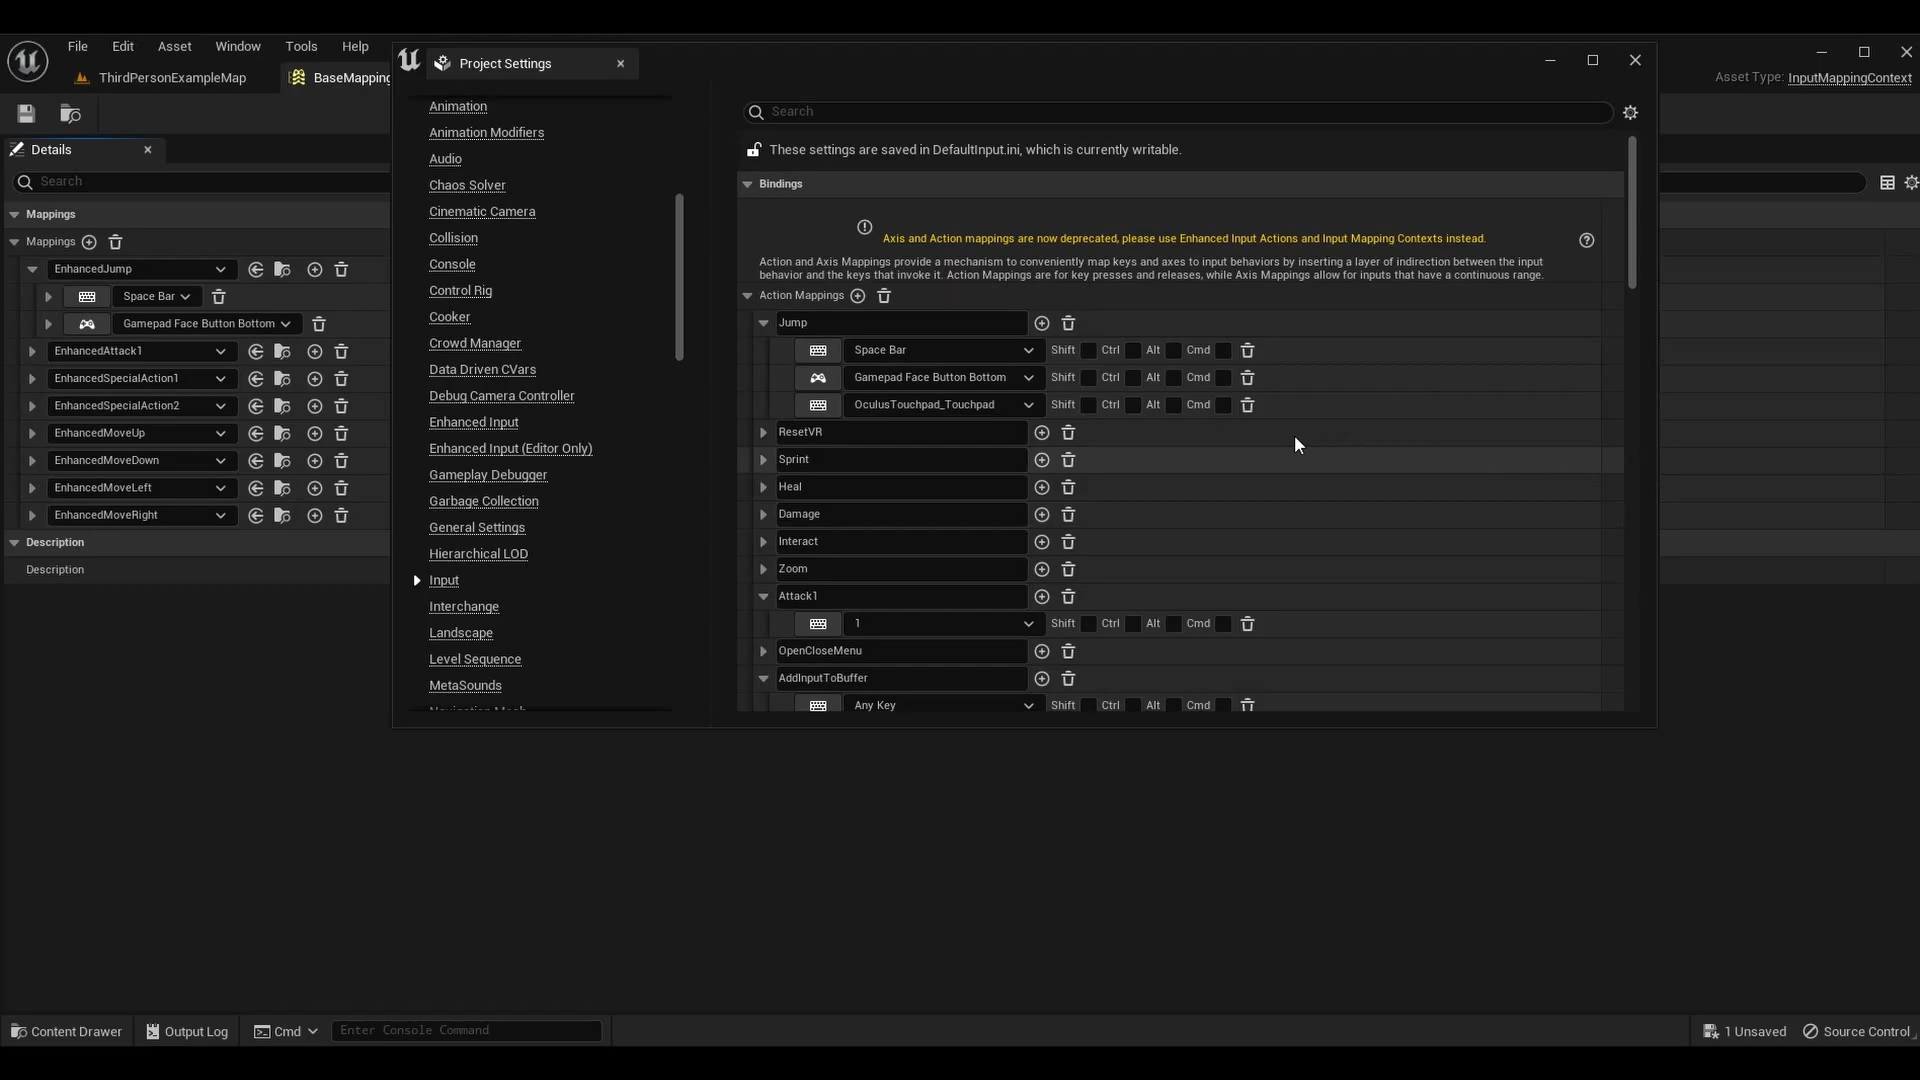 File Edit Asset Window Tools Help
ThirdPersonExampleMap
BaseMapping
Asset Type: InputMappingContext
Details
Search
Mappings
Mappings
EnhancedJump
Space Bar
Gamepad Face Button Bottom
EnhancedAttack1
EnhancedSpecialAction1
EnhancedSpecialAction2
EnhancedMoveUp
EnhancedMoveDown
EnhancedMoveLeft
EnhancedMoveRight
Description
Description
Project Settings
Animation
Animation Modifiers
Audio
Chaos Solver
Cinematic Camera
Collision
Console
Control Rig
Cooker
Crowd Manager
Data Driven CVars
Debug Camera Controller
Enhanced Input
Enhanced Input (Editor Only)
Gameplay Debugger
Garbage Collection
General Settings
Hierarchical LOD
Input
Interchange
Landscape
Level Sequence
MetaSounds
Search
These settings are saved in DefaultInput.ini, which is currently writable.
Bindings
Axis and Action mappings are now deprecated, please use Enhanced Input Actions and Input Mapping Contexts instead.
Action and Axis Mappings provide a mechanism to conveniently map keys and axes to input behaviors by inserting a layer of indirection between the input
behavior and the keys that invoke it. Action Mappings are for key presses and releases, while Axis Mappings allow for inputs that have a continuous range.
Action Mappings
Jump
Space Bar Shift Ctrl Alt Cmd
Gamepad Face Button Bottom Shift Ctrl Alt Cmd
OculusTouchpad_Touchpad Shift Ctrl Alt Cmd
ResetVR
Sprint
Heal
Damage
Interact
Zoom
Attack1
1 Shift Ctrl Alt Cmd
OpenCloseMenu
AddInputToBuffer
Any Key Shift Ctrl Alt Cmd
Content Drawer Output Log Cmd Enter Console Command
1 Unsaved Source Control